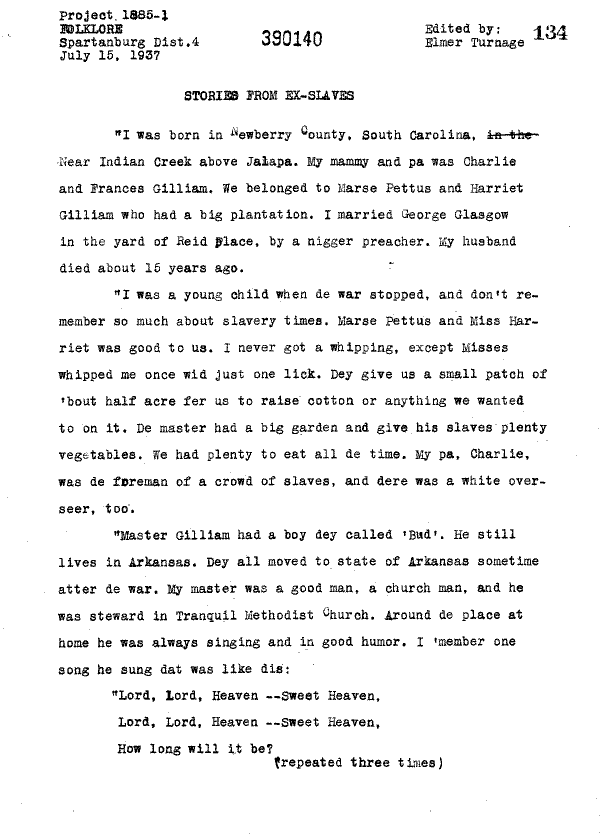 Project 1885-1
FOLKLORE
Spartanburg Dist.4
July 15, 1937
390140
Edited by:
Elmer Turnage
134
STORIES FROM EX-SLAVES
"I was born in Newberry County, South Carolina, in the
Near Indian Creek above Jalapa. My mammy and pa was Charlie
and Frances Gilliam. We belonged to Marse Pettus and Harriet
Gilliam who had a big plantation. I married George Glasgow
in the yard of Reid Place, by a nigger preacher. My husband
died about 15 years ago.
"I was a young child when de war stopped, and don't re-
member so much about slavery times. Marse Pettus and Miss Har-
riet was good to us. I never got a whipping, except Misses
whipped me once wid just one lick. Dey give us a small patch of
'bout half acre fer us to raise cotton or anything we wanted
to on it. De master had a big garden and give his slaves plenty
vegetables. We had plenty to eat all de time. My pa, Charlie,
was de foreman of a crowd of slaves, and dere was a white over-
seer, too.
"Master Gilliam had a boy dey called 'Bud'. He still
lives in Arkansas. Dey all moved to state of Arkansas sometime
atter de war. My master was a good man, a church man, and he
was steward in Tranquil Methodist Church. Around de place at
home he was always singing and in good humor. I 'member one
song he sung dat was like dis:
"Lord, Lord, Heaven --Sweet Heaven,
Lord, Lord, Heaven --Sweet Heaven,
How long will it be?
(repeated three times)